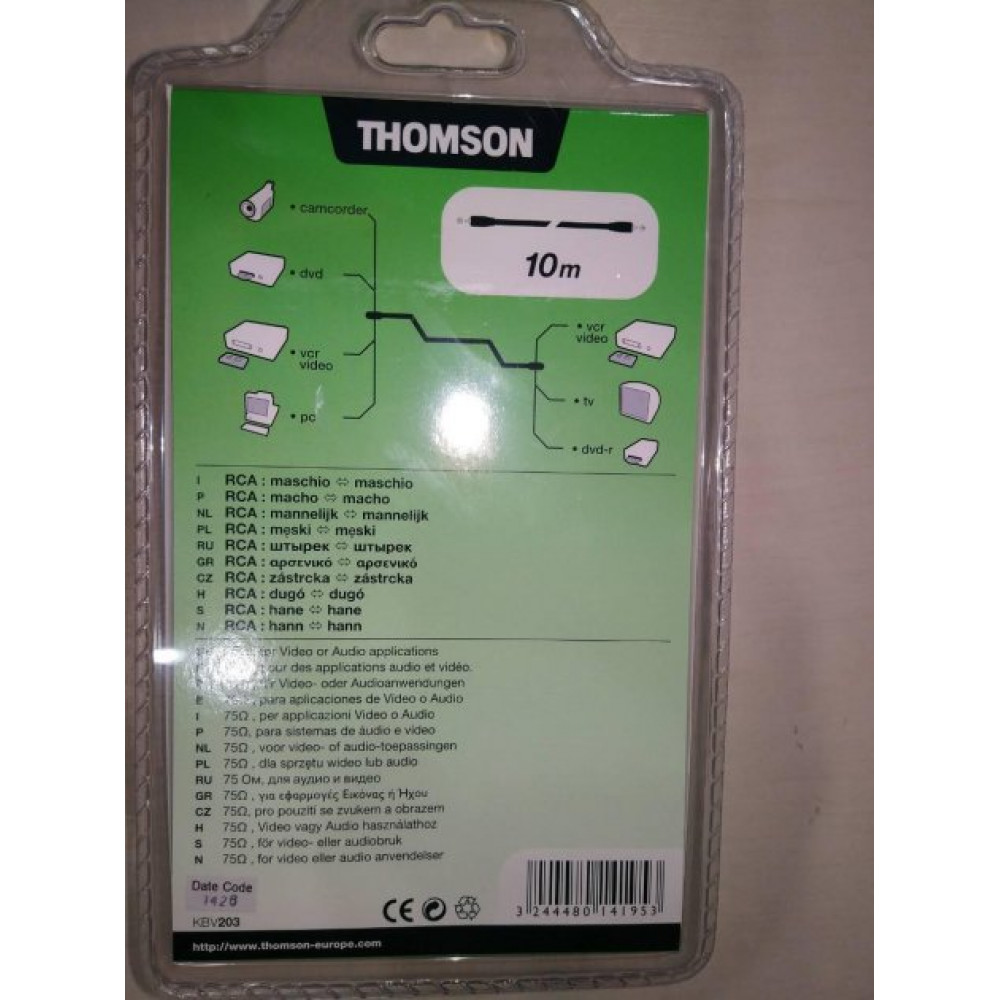 THOMSON
• camcorder
10m
• dvd
• vcr
video
• vcr
video
• tv
• pc
• dvd-r
I RCA : maschio ⇔ maschio
P RCA : macho ⇔ macho
NL RCA : mannelijk ⇔ mannelijk
PL RCA : męski ⇔ męski
RU RCA : штырек ⇔ штырек
GR RCA : αρσενικό ⇔ αρσενικό
CZ RCA : zástrcka ⇔ zástrcka
H RCA : dugó ⇔ dugó
S RCA : hane ⇔ hane
N RCA : hann ⇔ hann
Video or Audio applications
pour des applications audio et vidéo.
Video- oder Audioanwendungen
E para aplicaciones de Video o Audio
I 75Ω , per applicazioni Video o Audio
P 75Ω, para sistemas de áudio e video
NL 75Ω , voor video- of audio-toepassingen
PL 75Ω , dla sprzętu wideo lub audio
RU 75 Ом, для аудио и видео
GR 75Ω , για εφαρμογές Εικόνας ή Ήχου
CZ 75Ω, pro pouziti se zvukem a obrazem
H 75Ω , Video vagy Audio használathoz
S 75Ω , för video- eller audiobruk
N 75Ω , for video eller audio anvendelser
Date Code
1428
KBV203
CE
3 244480 141953
http://www.thomson-europe.com